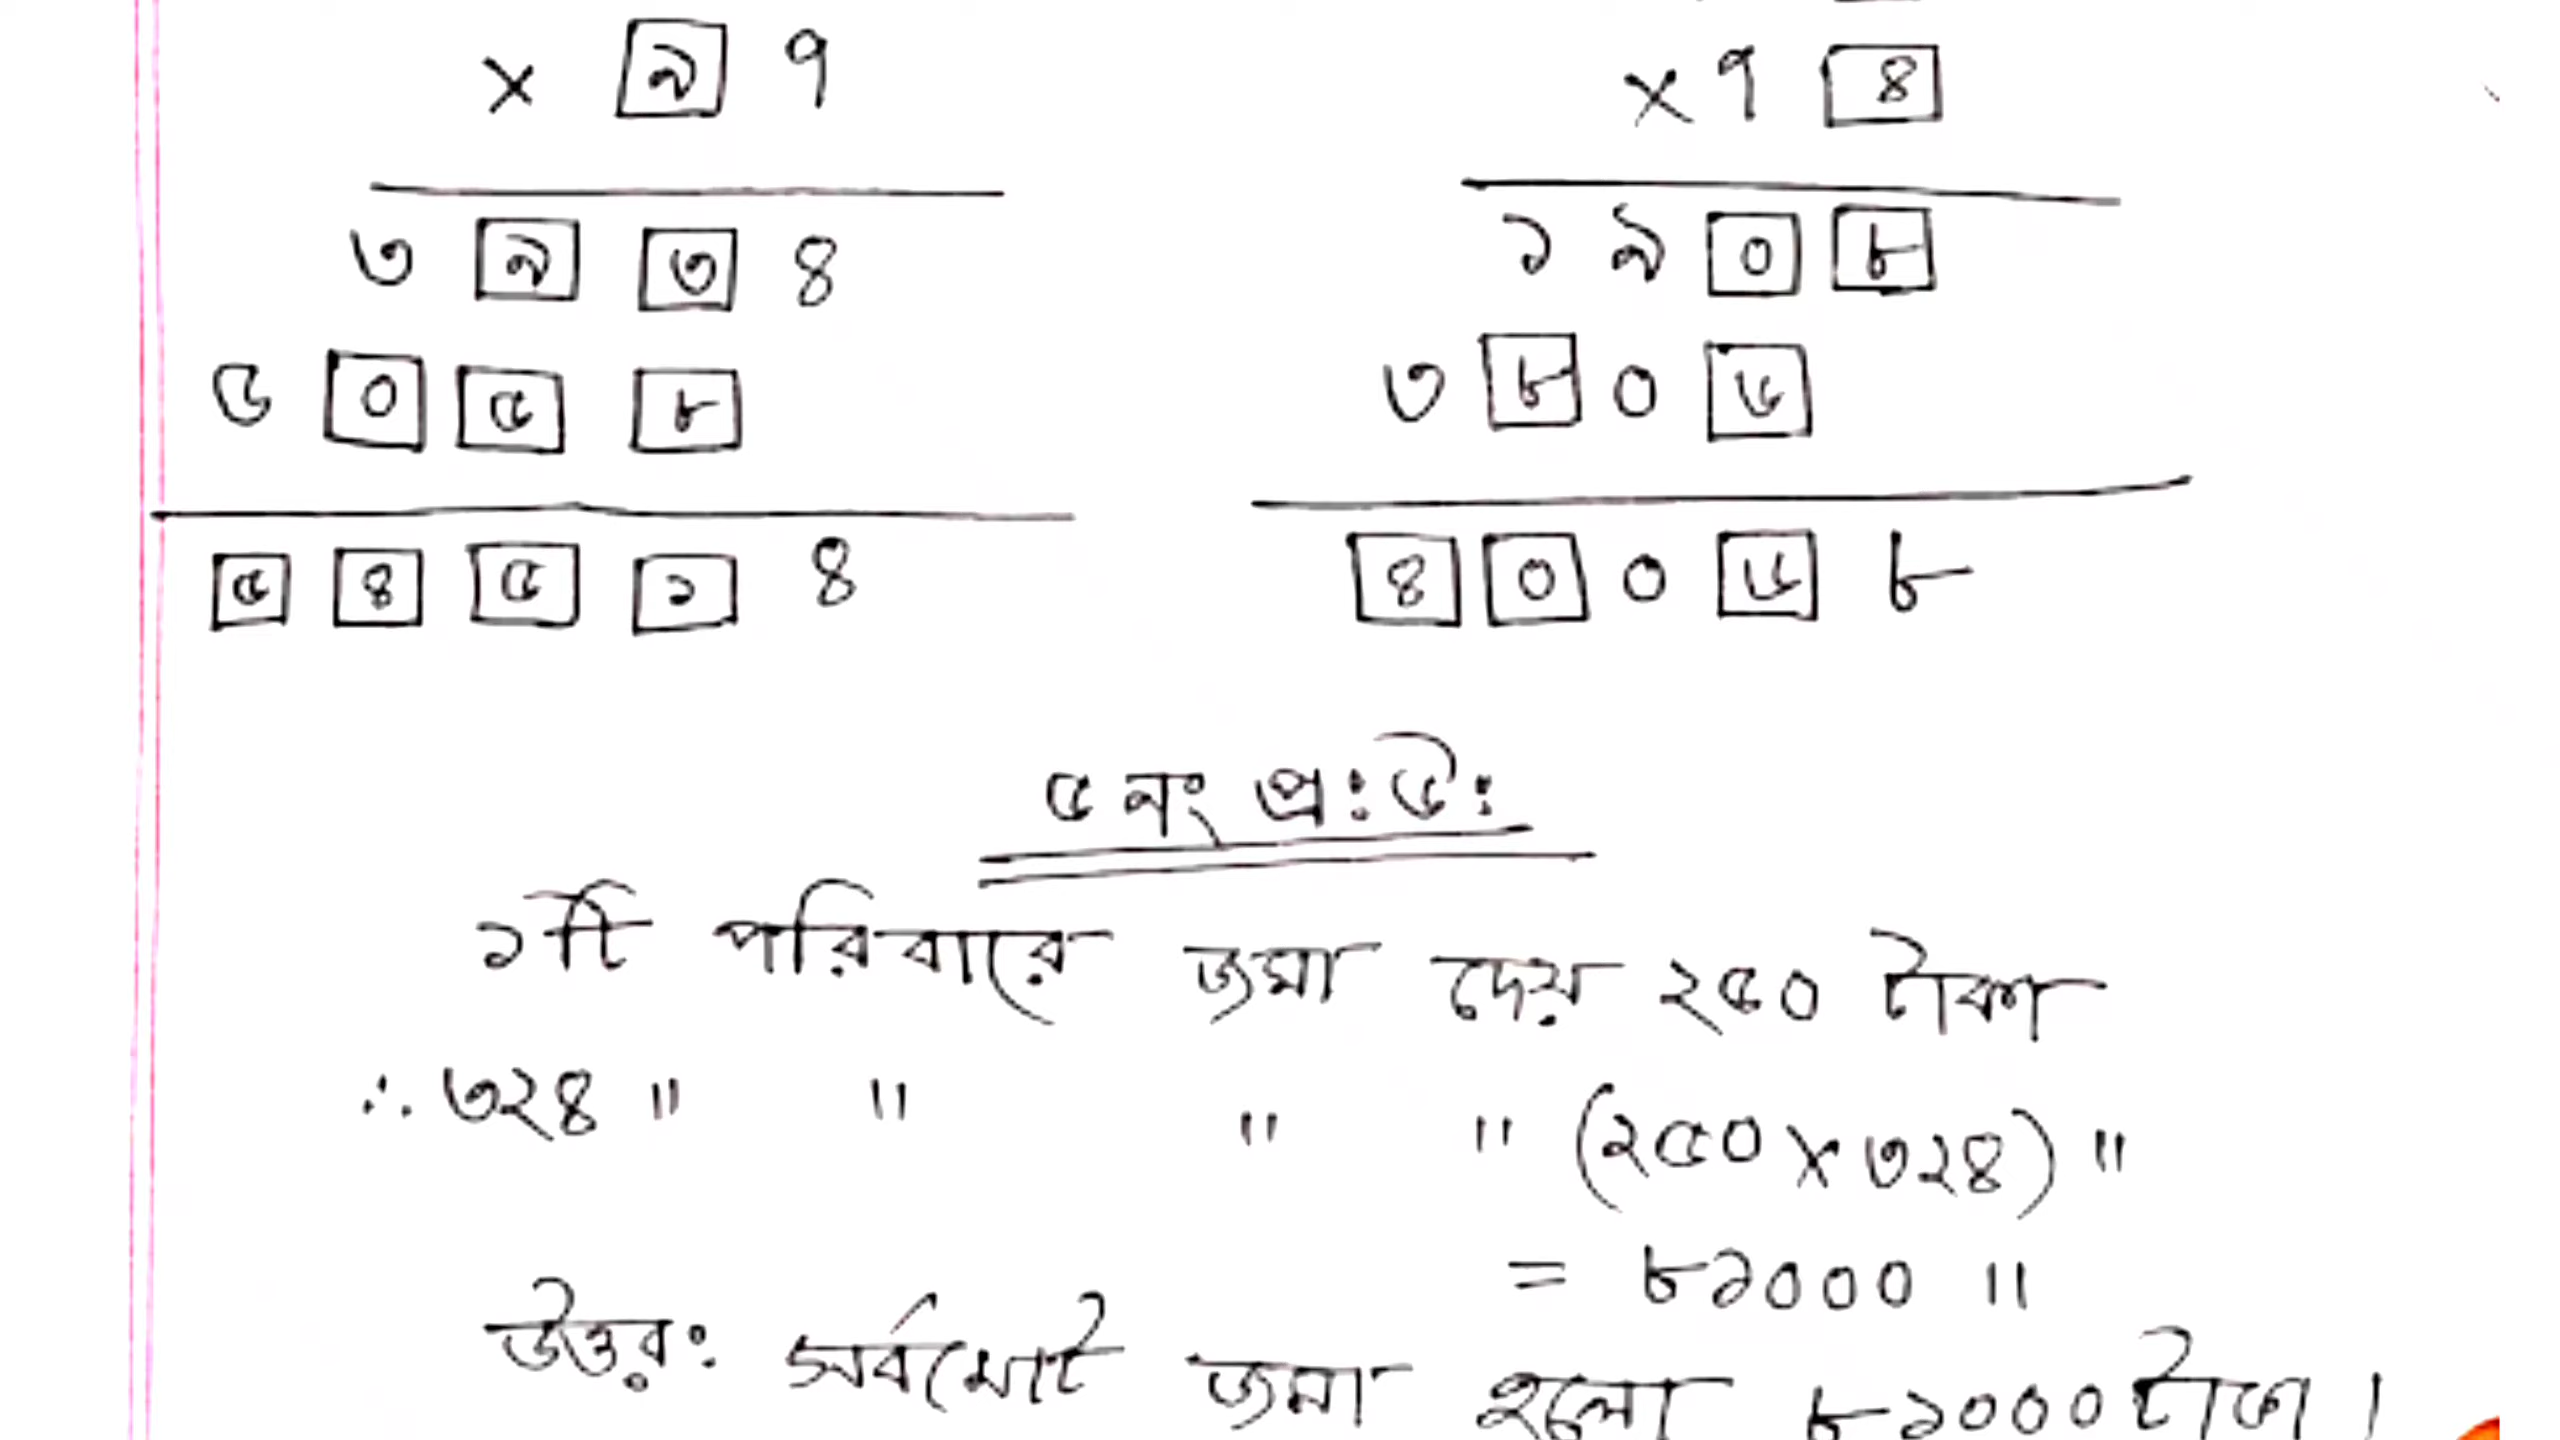 × ৯ ৭
৩ ৯ ৩ ৪
৫ ০ ৫ ৮
৫ ৪ ৫ ১ ৪
× ৭ ৪
১ ৯ ০ ৮
৩ ৮ ০ ৬
৪ ০ ০ ৬ ৮
৫ নং প্র: উ:
১টি পরিবারে জমা দেয় ২৫০ টাকা
∴ ৩২৪ " " " " (২৫০ × ৩২৪) "
= ৮১০০০ "
উত্তর: সর্বমোট জমা হলো ৮১০০০ টাকা।